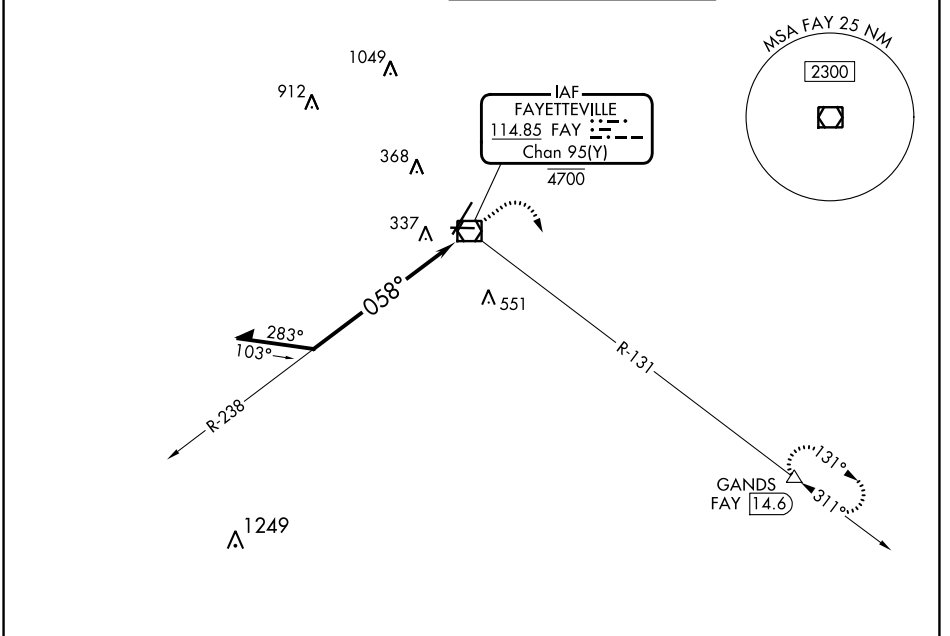 MSA FAY 25 NM
2300
1049
912
IAF
FAYETTEVILLE
114.85 FAY
Chan 95(Y)
4700
368
337
551
058°
283°
103°
R-238
R-131
131°
311°
GANDS
FAY 14.6
1249